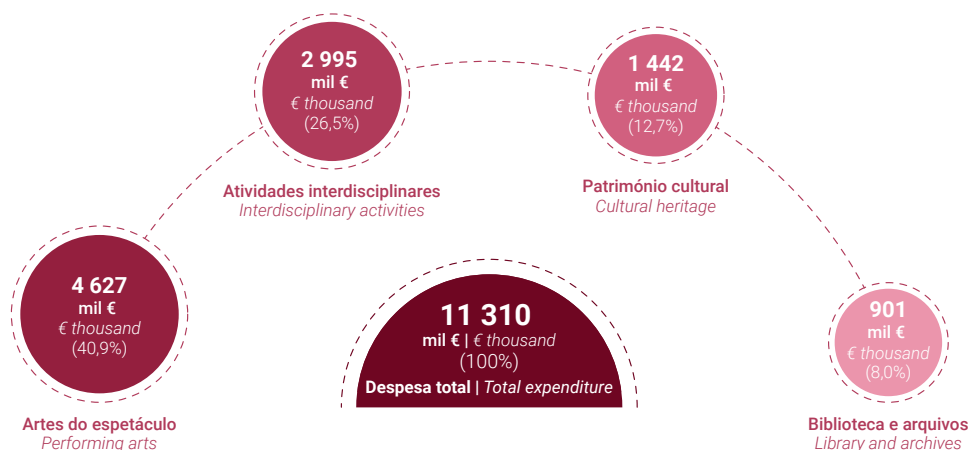 2 995
mil €
€ thousand
(26,5%)
Atividades interdisciplinares
Interdisciplinary activities
1 442
mil €
€ thousand
(12,7%)
Património cultural
Cultural heritage
4 627
mil €
€ thousand
(40,9%)
Artes do espetáculo
Performing arts
11 310
mil € | € thousand
(100%)
Despesa total | Total expenditure
901
mil €
€ thousand
(8,0%)
Biblioteca e arquivos
Library and archives